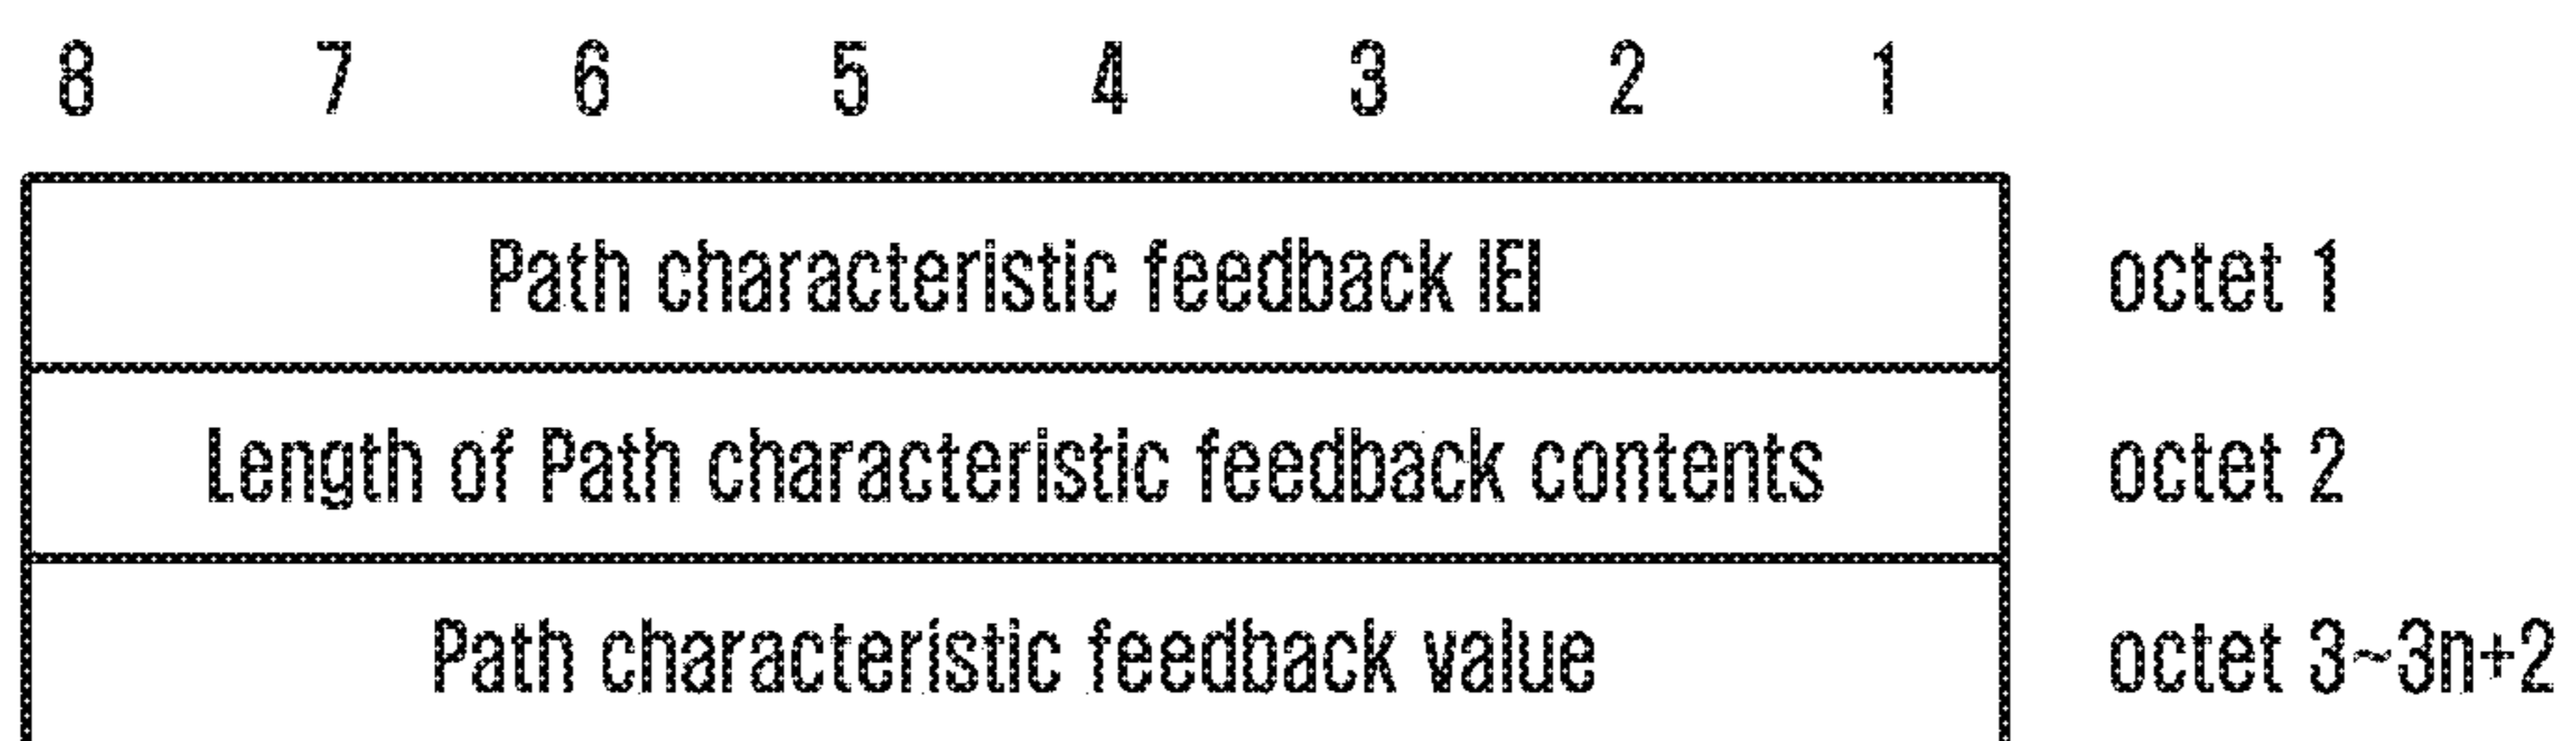 8 7 6 5 4 3 2 1
Path characteristic feedback IEI octet 1
Length of Path characteristic feedback contents octet 2
Path characteristic feedback value octet 3~3n+2